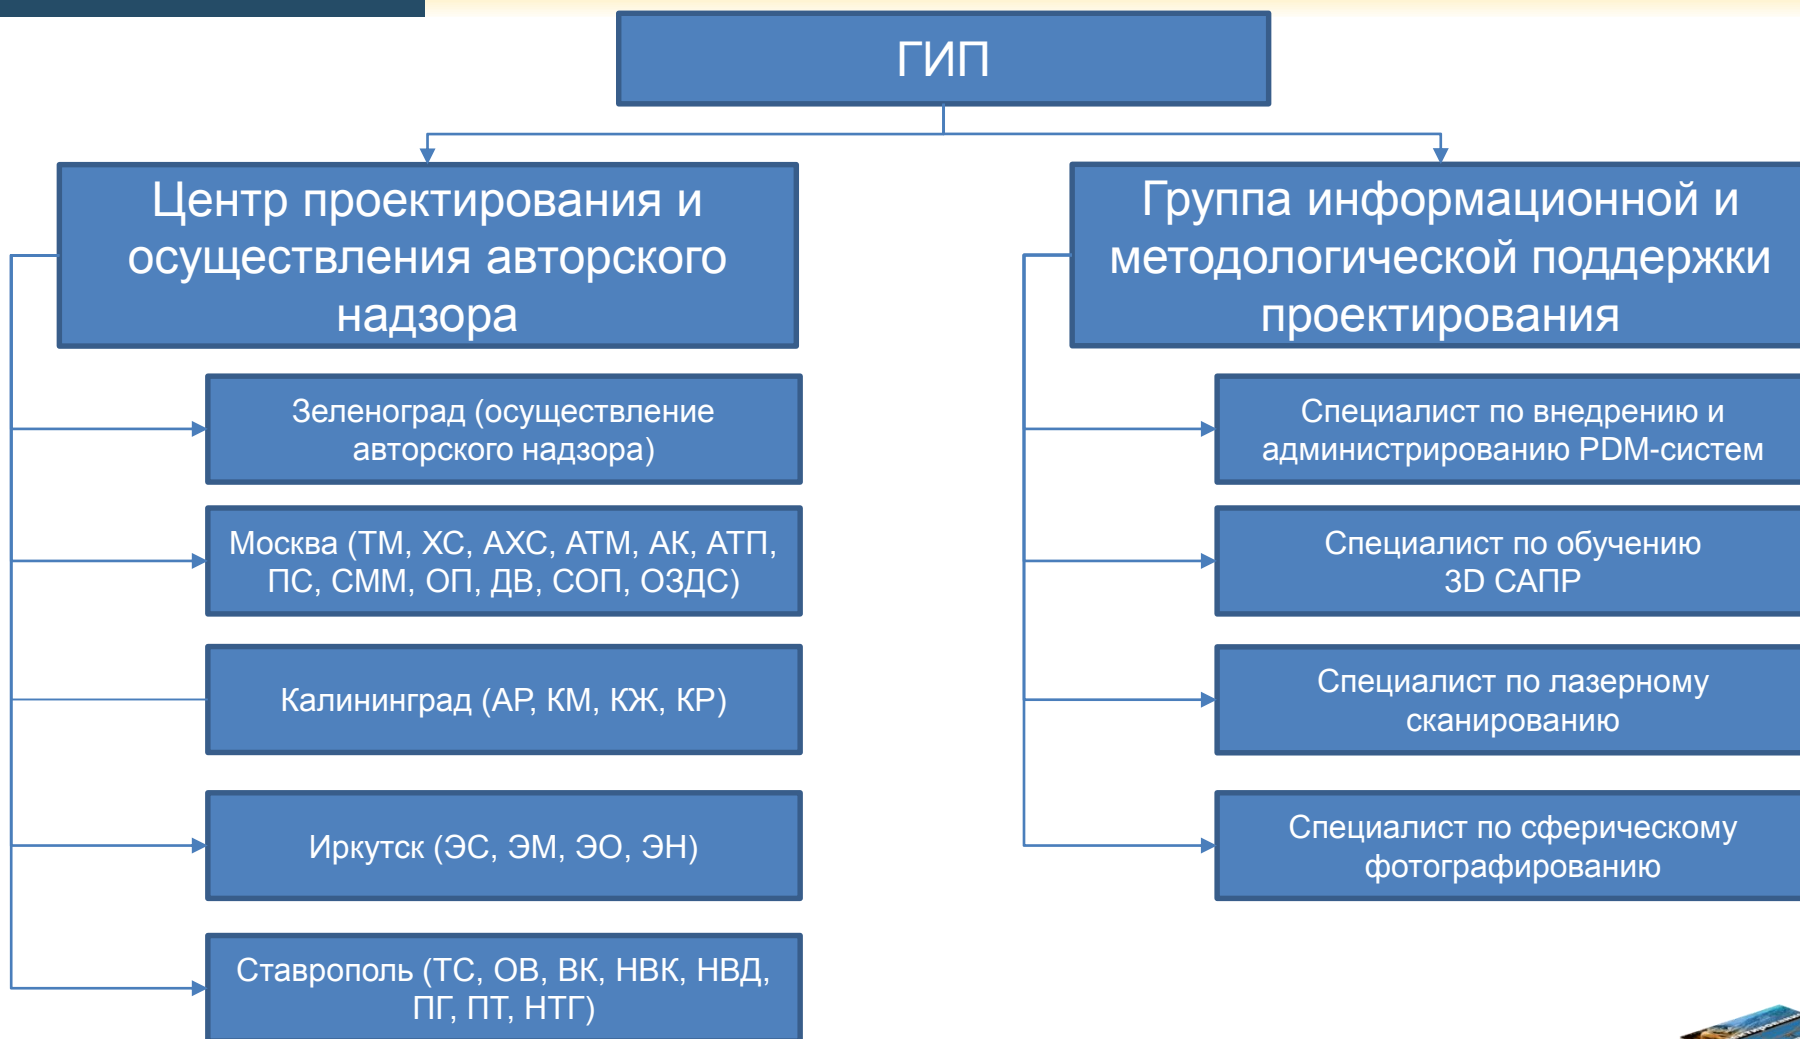 ГИП
Центр проектирования и
осуществления авторского
надзора
Зеленоград (осуществление
авторского надзора)
Москва (ТМ, ХС, АХС, АТМ, АК, АТП,
ПС, СММ, ОП, ДВ, СОП, ОЗДС)
Калининград (АР, КМ, КЖ, КР)
Иркутск (ЭС, ЭМ, ЭО, ЭН)
Ставрополь (ТС, ОВ, ВК, НВК, НВД,
ПГ, ПТ, НТГ)
Группа информационной и
методологической поддержки
проектирования
Специалист по внедрению и
администрированию PDM-систем
Специалист по обучению
3D САПР
Специалист по лазерному
сканированию
Специалист по сферическому
фотографированию